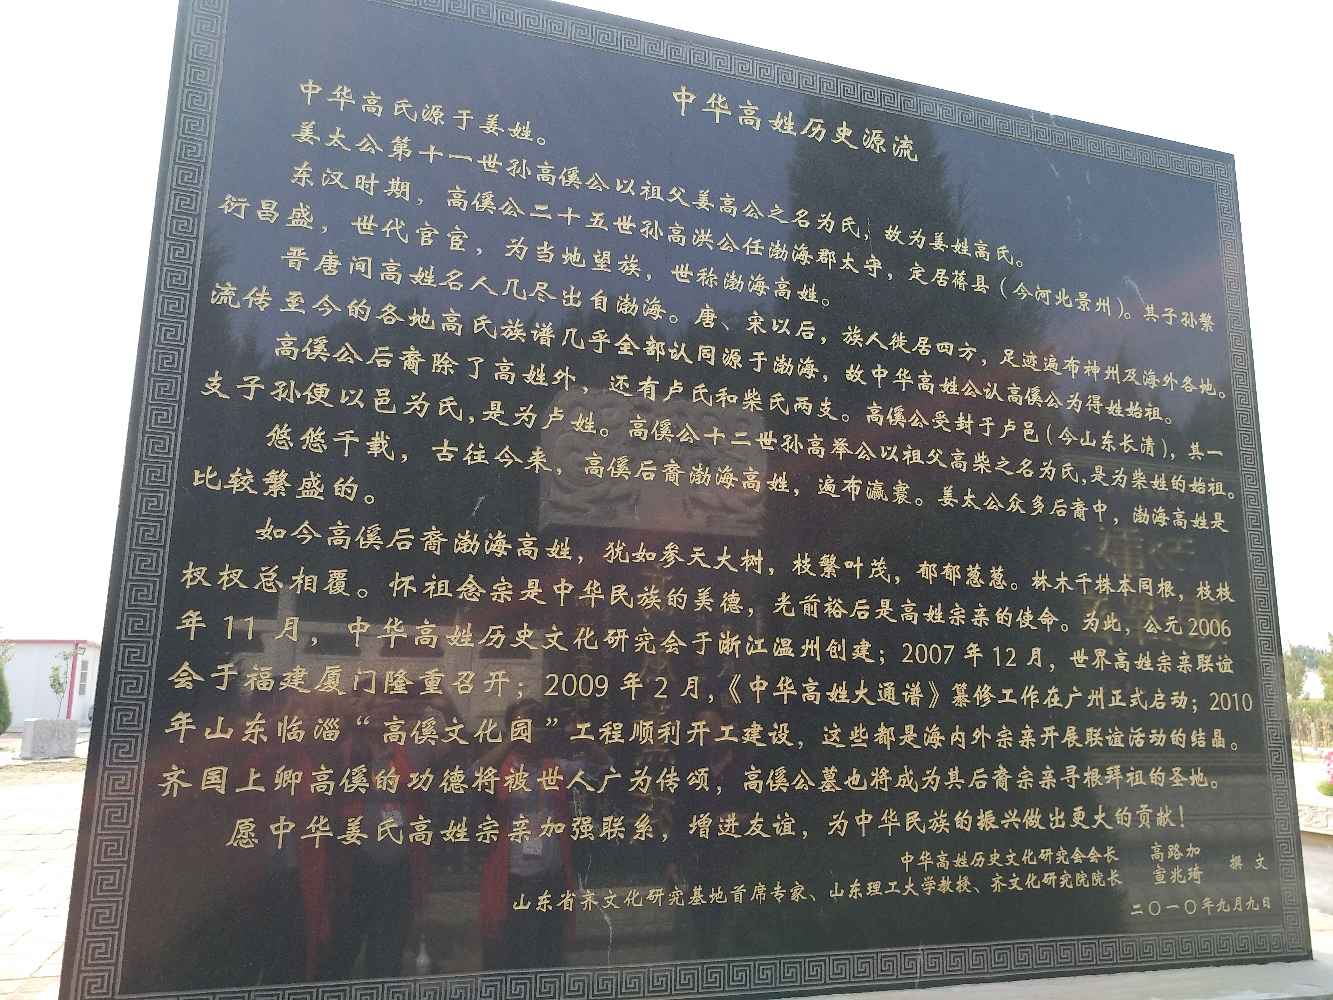 中华高姓历史源流
中华高氏源于姜姓。
姜太公第十一世孙高傒公以祖父姜高公之名为氏，故为姜姓高氏。
东汉时期，高傒公二十五世孙高洪公任渤海郡太守，定居蓨县（今河北景州）。其子孙繁
衍昌盛，世代官宦，为当地望族，世称渤海高姓。
晋唐间高姓名人几尽出自渤海。唐、宋以后，族人徙居四方，足迹遍布神州及海外各地。
流传至今的各地高氏族谱几乎全部认同源于渤海，故中华高姓公认高傒公为得姓始祖。
高傒公后裔除了高姓外，还有卢氏和柴氏两支。高傒公受封于卢邑（今山东长清），其一
支子孙便以邑为氏，是为卢姓。高傒公十二世孙高举公以祖父高柴之名为氏，是为柴姓的始祖。
悠悠千载，古往今来，高傒后裔渤海高姓，遍布瀛寰。姜太公众多后裔中，渤海高姓是
比较繁盛的。
如今高傒后裔渤海高姓，犹如参天大树，枝繁叶茂，郁郁葱葱。林木千株本同根，枝枝
杈杈总相覆。怀祖念宗是中华民族的美德，光前裕后是高姓宗亲的使命。为此，公元2006
年11月，中华高姓历史文化研究会于浙江温州创建；2007年12月，世界高姓宗亲联谊
会于福建厦门隆重召开；2009年2月，《中华高姓大通谱》纂修工作在广州正式启动；2010
年山东临淄“高傒文化园”工程顺利开工建设，这些都是海内外宗亲开展联谊活动的结晶。
齐国上卿高傒的功德将被世人广为传颂，高傒公墓也将成为其后裔宗亲寻根拜祖的圣地。
愿中华姜氏高姓宗亲加强联系，增进友谊，为中华民族的振兴做出更大的贡献！
中华高姓历史文化研究会会长 高路加
山东省齐文化研究基地首席专家、山东理工大学教授、齐文化研究院院长 宣兆琦 撰文
二〇一〇年九月九日